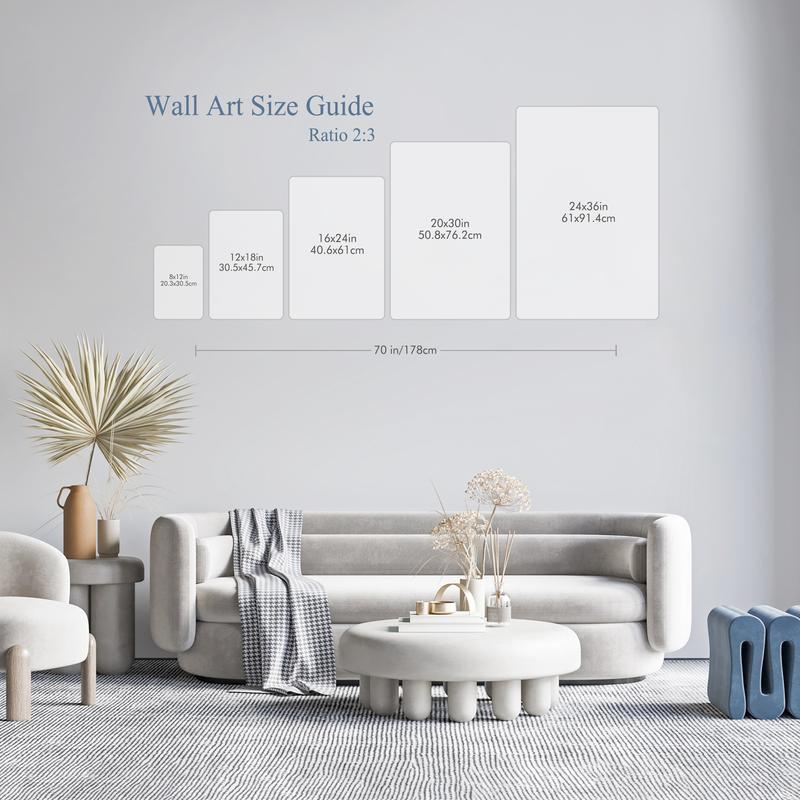 Wall Art Size Guide
Ratio 2:3
8x12in
20.3x30.5cm
12x18in
30.5x45.7cm
16x24in
40.6x61cm
20x30in
50.8x76.2cm
24x36in
61x91.4cm
70 in/178cm